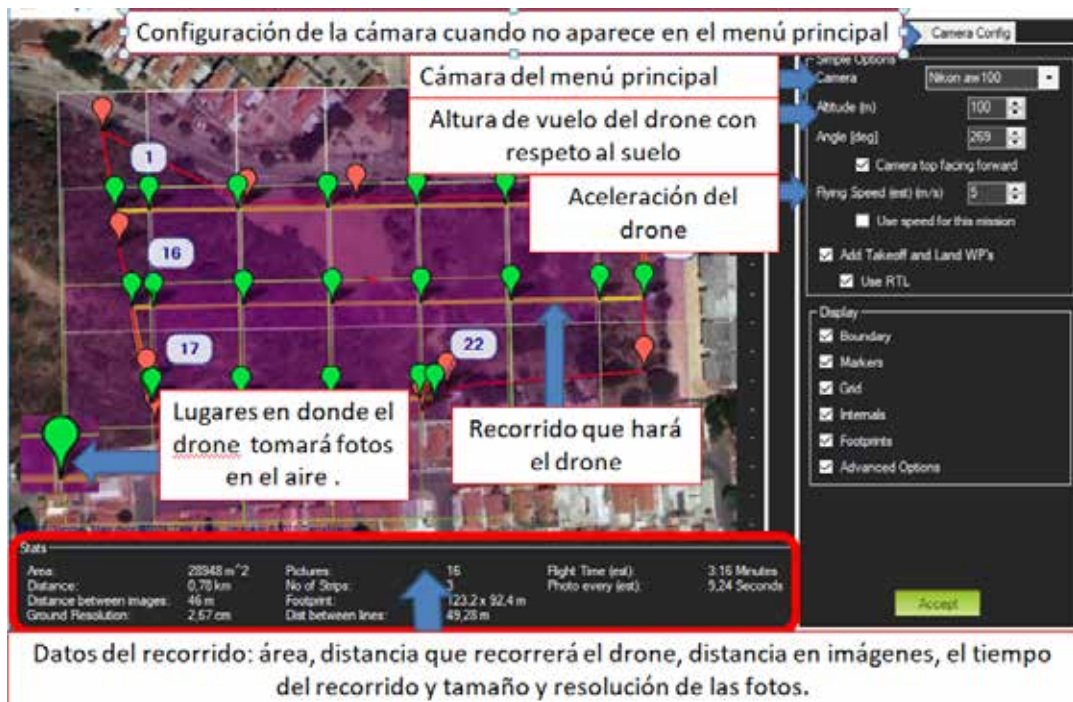 Configuración de la cámara cuando no aparece en el menú principal
Camera Config
Simple Options
Cámara del menú principal
Camera
Nikon aw100
Altura de vuelo del drone con
respeto al suelo
Altitude (m)
100
Angle [deg]
269
Camera top facing forward
Aceleración del
drone
Flying Speed (est) (m/s)
5
Use speed for this mission
Add Takeoff and Land WP's
Use RTL
Display
Boundary
Markers
Grid
Internals
Footprints
Advanced Options
1
16
17
22
Lugares en donde el
drone tomará fotos
en el aire .
Recorrido que hará
el drone
Stats
Area: 28948 m^2 Pictures: 16 Flight Time (est): 3:16 Minutes
Distance: 0,78 km No of Strips: 3 Photo every (est): 9,24 Seconds
Distance between images: 46 m Footprint: 123,2 x 92,4 m
Ground Resolution: 2,57 cm Dist between lines: 49,28 m
Accept
Datos del recorrido: área, distancia que recorrerá el drone, distancia en imágenes, el tiempo
del recorrido y tamaño y resolución de las fotos.